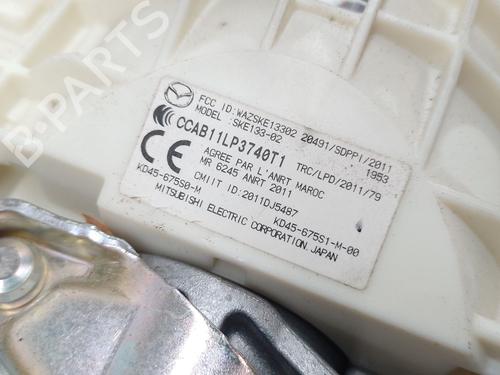 FCC ID:WAZSKE13302 20491/SDPPI/2011
MODEL :SKE133-02 1953
CCAB11LP3740T1 TRC/LPD/2011/79
AGREE PAR L'ANRT MAROC
MR 6245 ANRT 2011
CMIIT ID:2011DJ5487
KD45-675S0-M KD45-675S1-M-00
MITSUBISHI ELECTRIC CORPORATION.JAPAN
B-PARTS